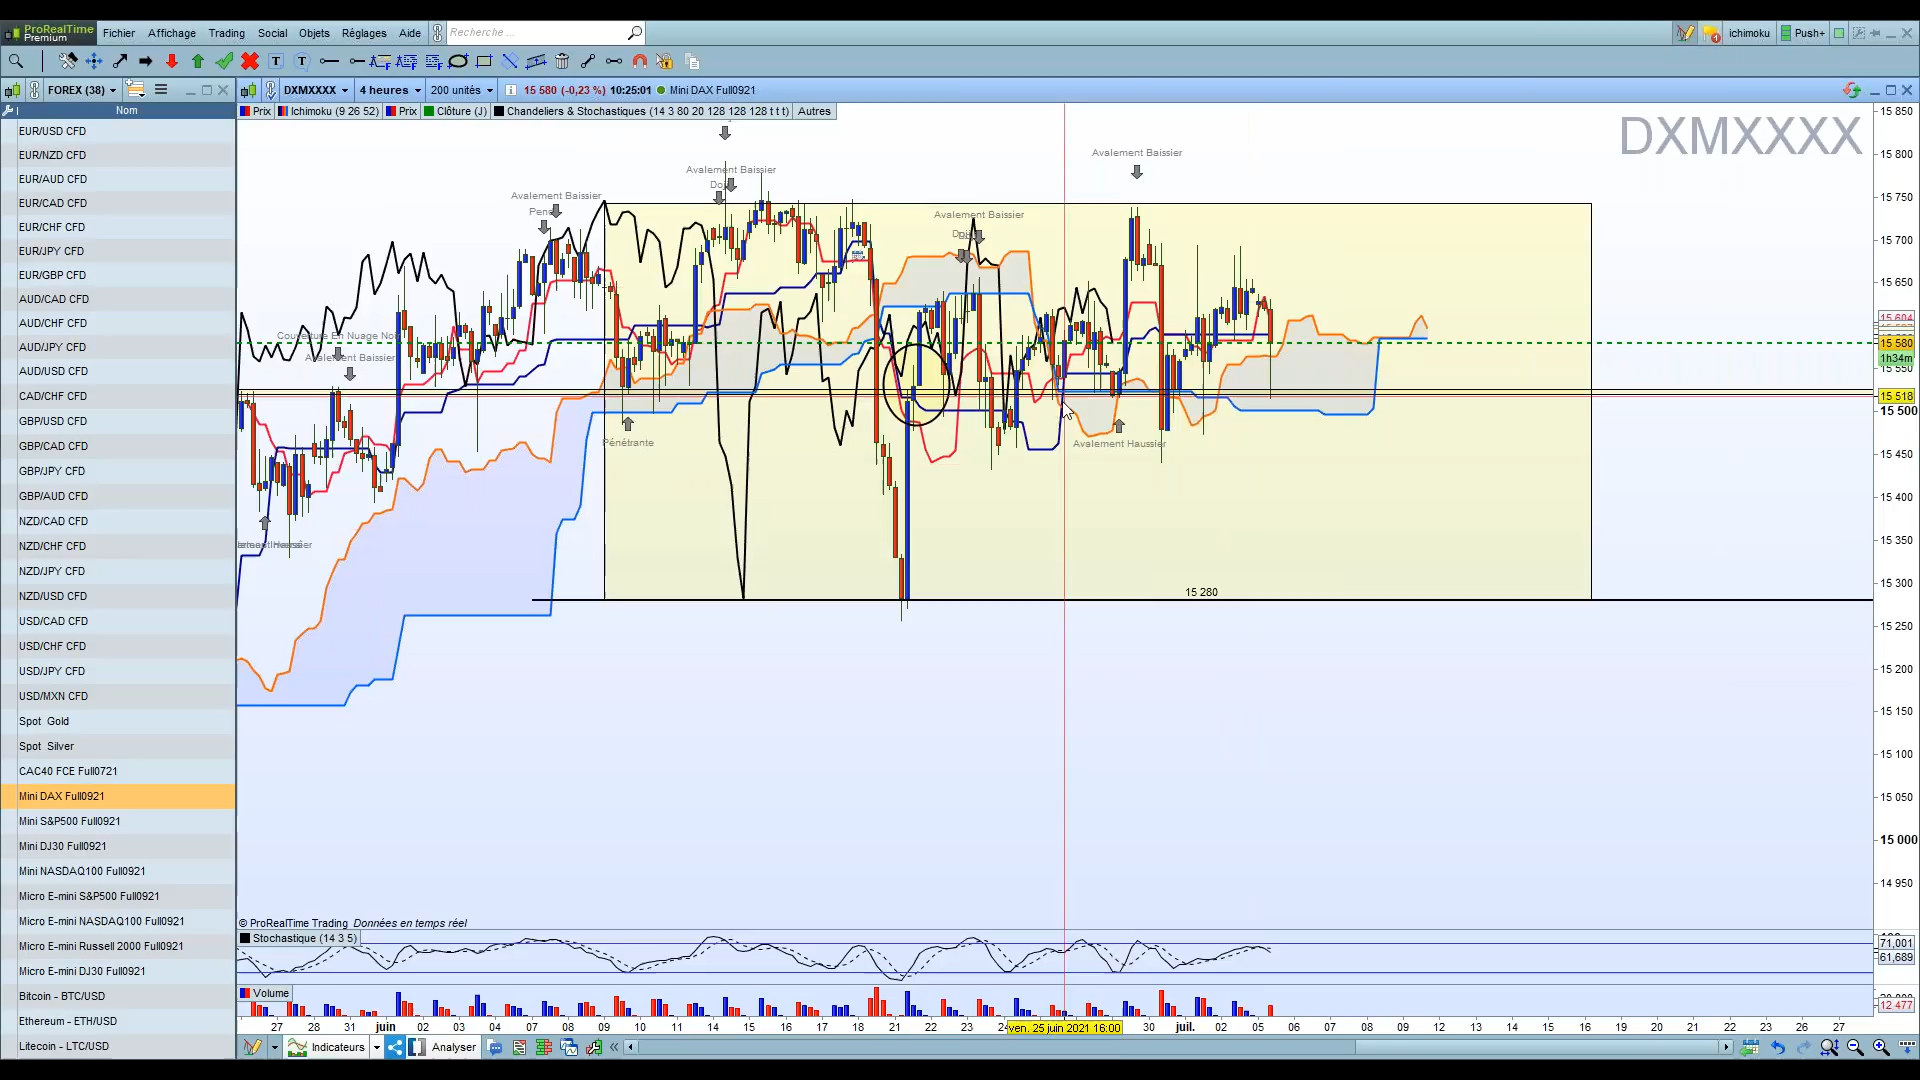 ProRealTime
Premium
Fichier Affichage Trading Social Objets Réglages Aide
Recherche ...
ichimoku Push+
FOREX (38)
DXMXXXX 4 heures 200 unités 15 580 (-0,23 %) 10:25:01 Mini DAX Full0921
Nom
Prix Ichimoku (9 26 52) Prix Clôture (J) Chandeliers & Stochastiques (14 3 80 20 128 128 128 t t t) Autres
DXMXXXX
EUR/USD CFD
EUR/NZD CFD
EUR/AUD CFD
EUR/CAD CFD
EUR/CHF CFD
EUR/JPY CFD
EUR/GBP CFD
AUD/CAD CFD
AUD/CHF CFD
AUD/JPY CFD
AUD/USD CFD
CAD/CHF CFD
GBP/USD CFD
GBP/CAD CFD
GBP/JPY CFD
GBP/AUD CFD
NZD/CAD CFD
NZD/CHF CFD
NZD/JPY CFD
NZD/USD CFD
USD/CAD CFD
USD/CHF CFD
USD/JPY CFD
USD/MXN CFD
Spot Gold
Spot Silver
CAC40 FCE Full0721
Mini DAX Full0921
Mini S&P500 Full0921
Mini DJ30 Full0921
Mini NASDAQ100 Full0921
Micro E-mini S&P500 Full0921
Micro E-mini NASDAQ100 Full0921
Micro E-mini Russell 2000 Full0921
Micro E-mini DJ30 Full0921
Bitcoin - BTC/USD
Ethereum - ETH/USD
Litecoin - LTC/USD
Avalement Baissier
Avalement Baissier
Avalement Baissier
Avalement Baissier
Couverture En Nuage Noir
Avalement Baissier
Pénétrante
Avalement Haussier
15 280
15 850
15 800
15 750
15 700
15 650
15 604
15 580
1h34m
15 550
15 518
15 500
15 450
15 400
15 350
15 300
15 250
15 200
15 150
15 100
15 050
15 000
14 950
© ProRealTime Trading Données en temps réel
Stochastique (14 3 5)
71,001
61,689
Volume
12 477
27 28 31 juin 02 03 04 07 08 09 10 11 14 15 16 17 18 21 22 23 ven. 25 juin 2021 16:00 30 juil. 02 05 06 07 08 09 12 13 14 15 16 19 20 21 22 23 26 27
Indicateurs Analyser